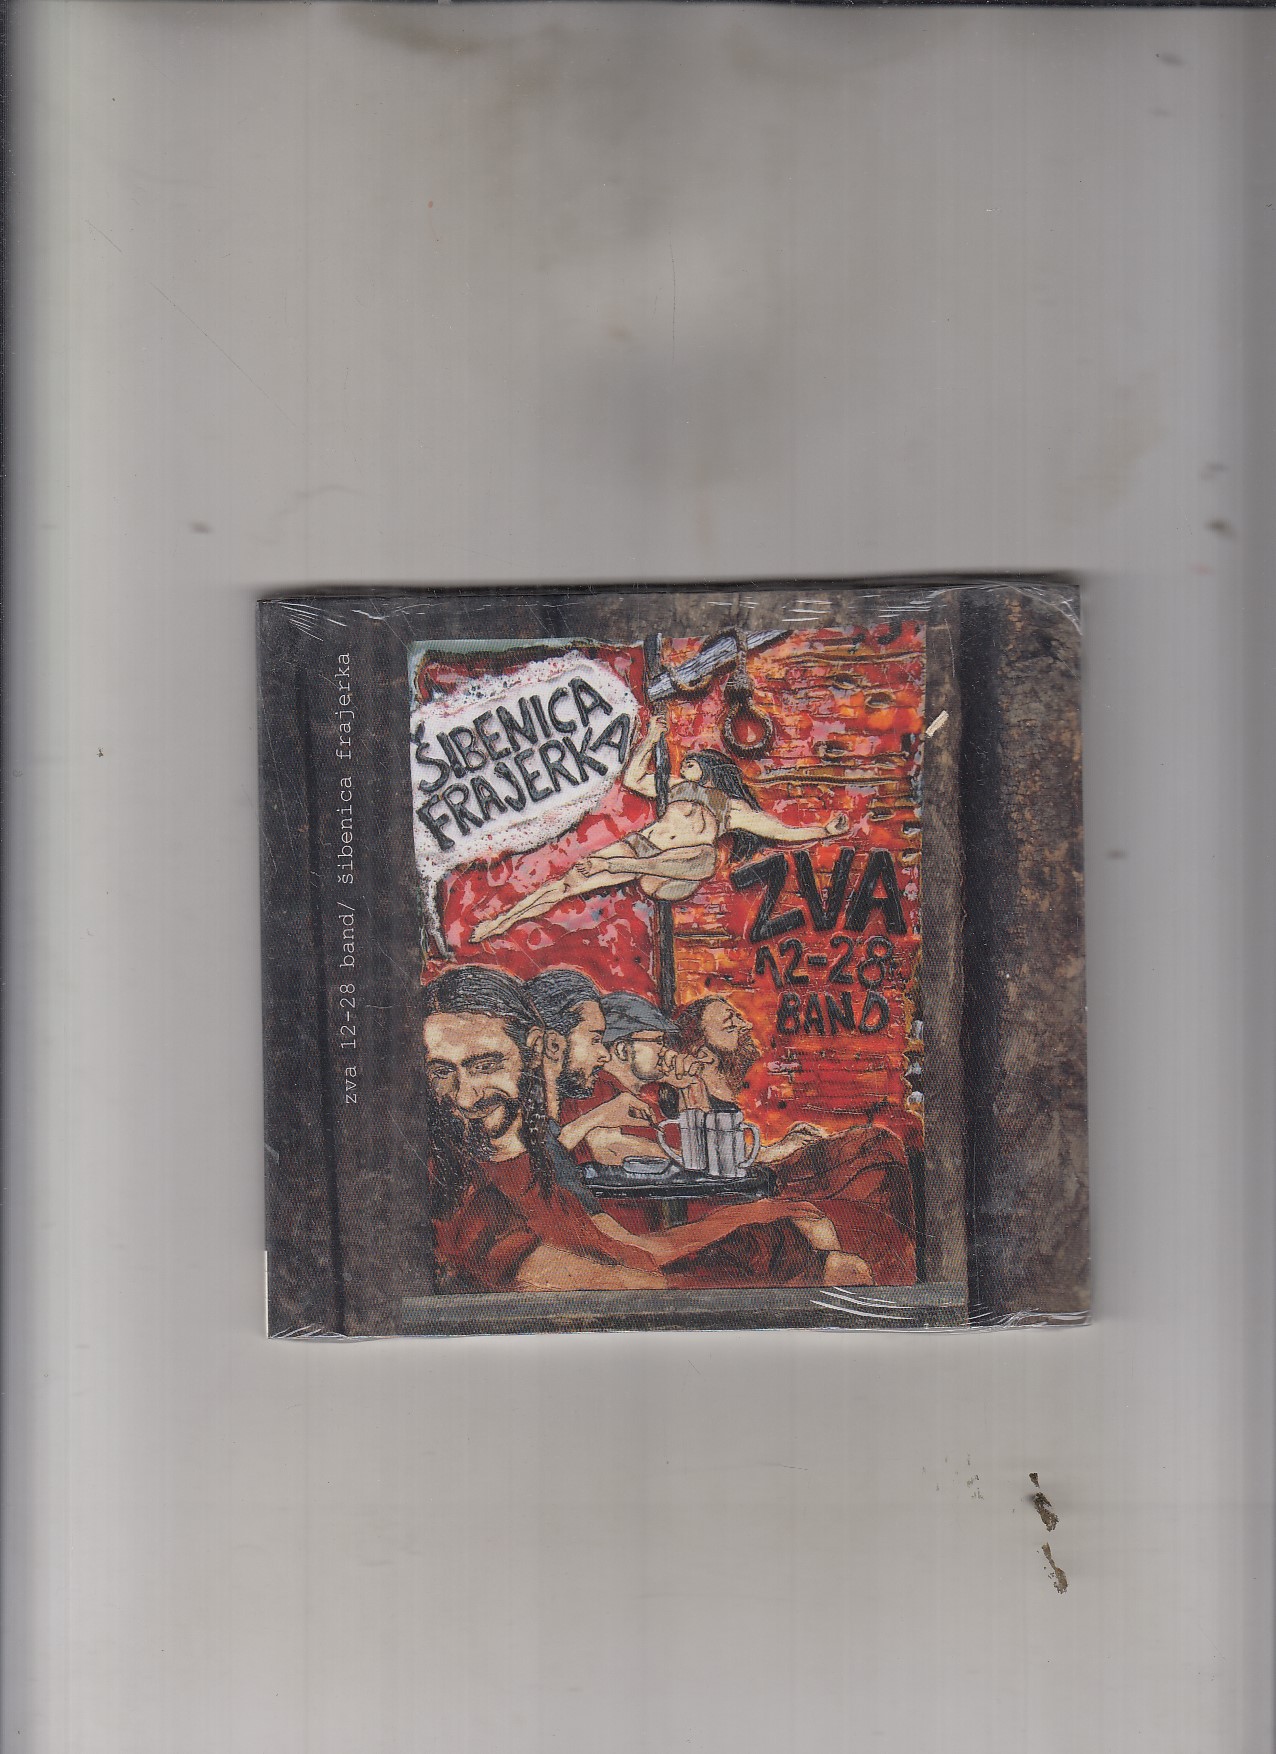 zva 12-28 band/ šibenica frajerka
ŠIBENICA
FRAJERKA
ZVA
12-28
BAND